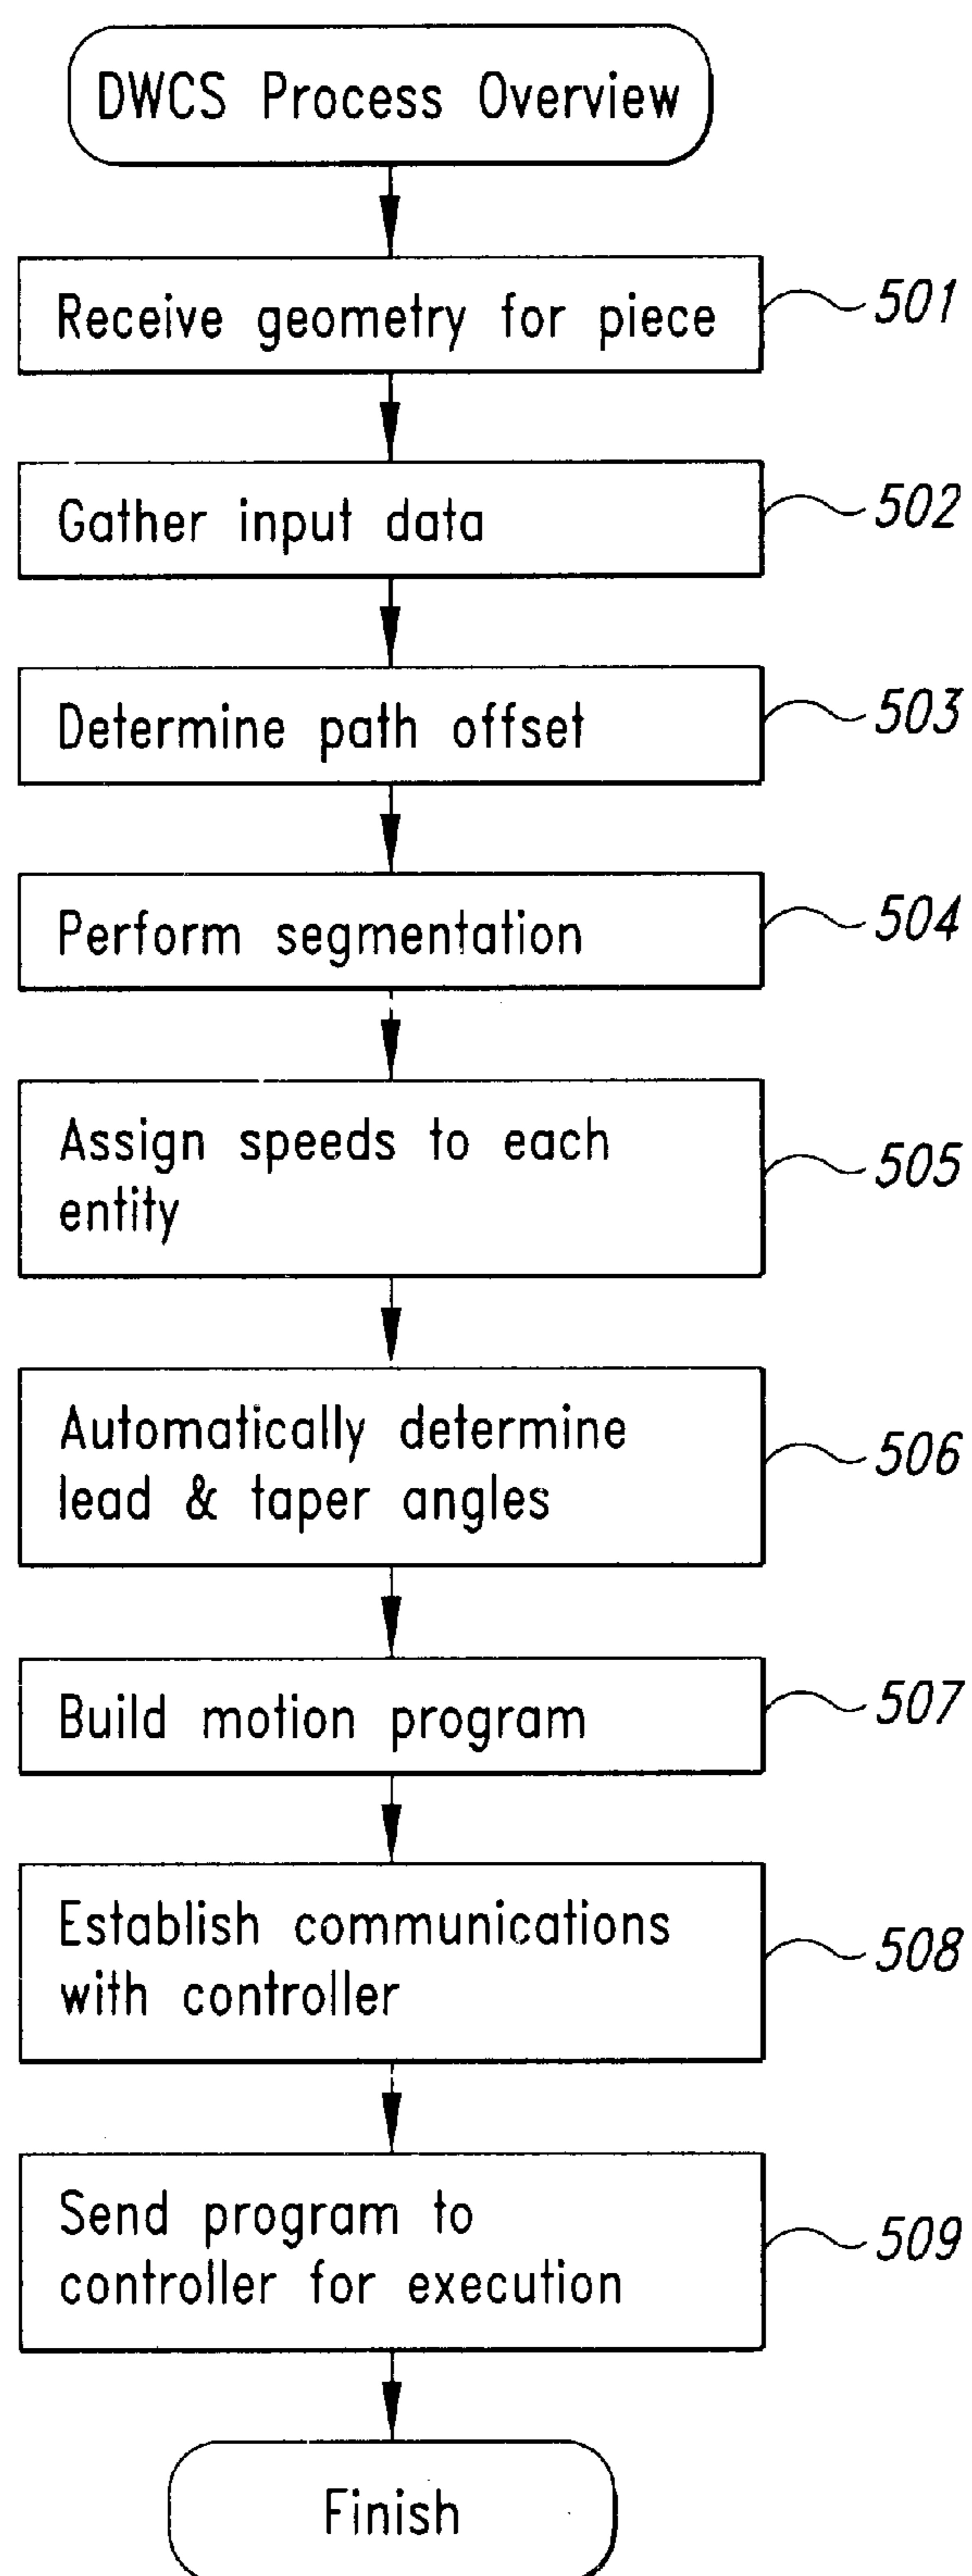 DWCS Process Overview
Receive geometry for piece
501
Gather input data
502
Determine path offset
503
Perform segmentation
504
Assign speeds to each
entity
505
Automatically determine
lead & taper angles
506
Build motion program
507
Establish communications
with controller
508
Send program to
controller for execution
509
Finish